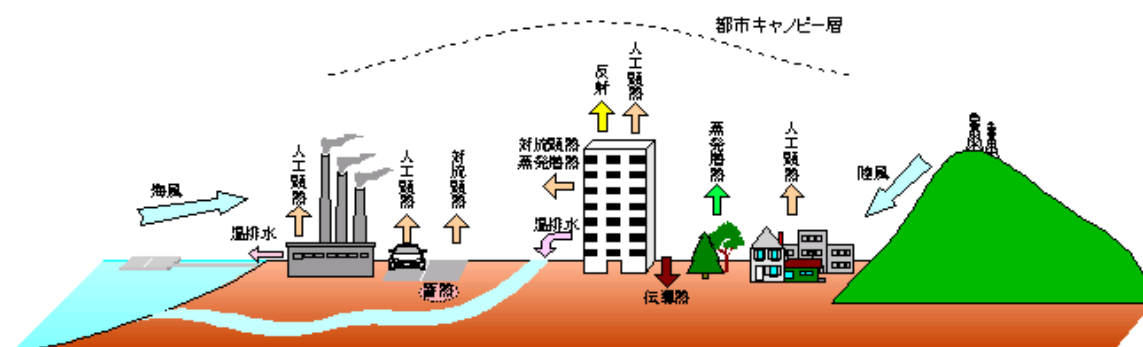 都市キャノピー層
反射
人工顕熱
対流顕熱
蒸発潜熱
蒸発潜熱
人工顕熱
陸風
海風
人工顕熱
人工顕熱
対流顕熱
温排水
温排水
蓄熱
伝導熱